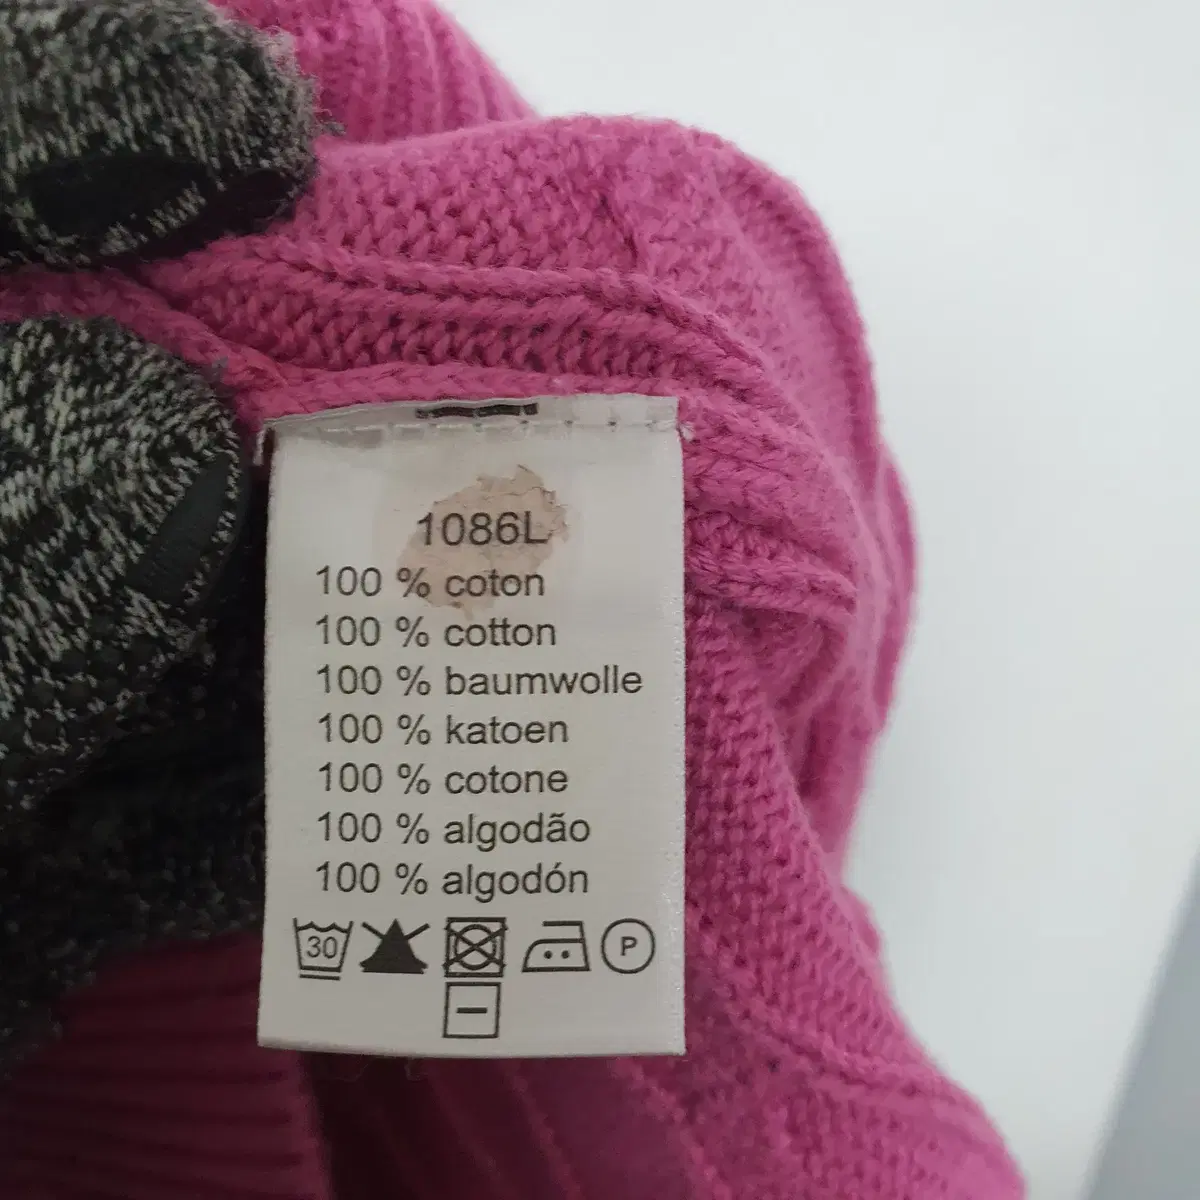 1086L
100 % coton
100 % cotton
100 % baumwolle
100 % katoen
100 % cotone
100 % algodão
100 % algodón
30 P